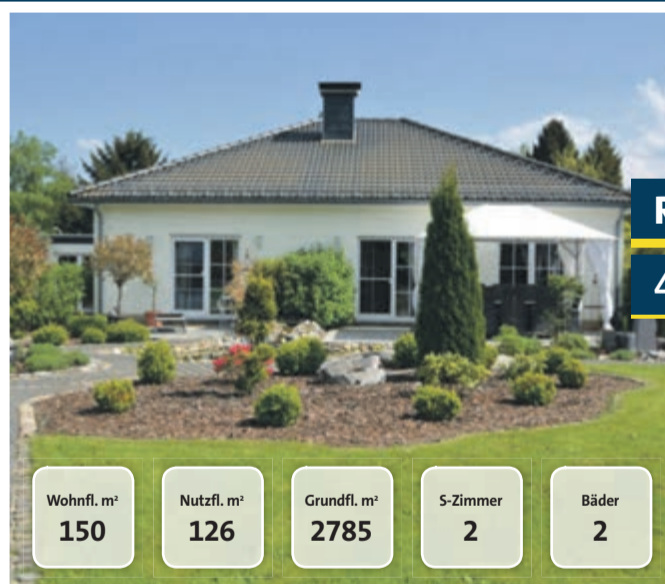 Wohnfl. m²
150
Nutzfl. m²
126
Grundfl. m²
2785
S-Zimmer
2
Bäder
2